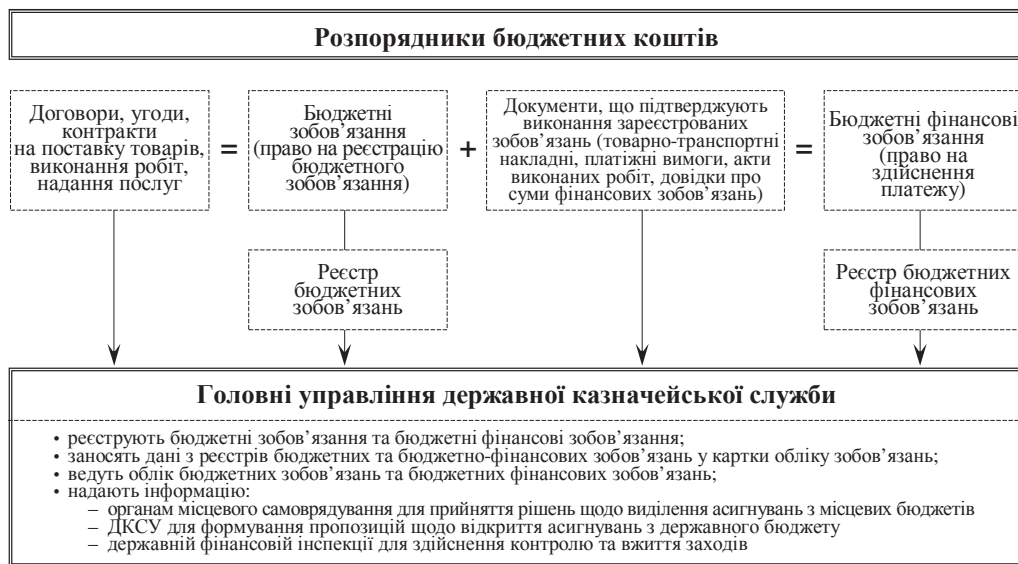 Розпорядники бюджетних коштів
Договори, угоди,
контракти
на поставку товарів,
виконання робіт,
надання послуг
=
Бюджетні
зобов’язання
(право на реєстрацію
бюджетного
зобов’язання)
+
Документи, що підтверджують
виконання зареєстрованих
зобов’язань (товарно-транспортні
накладні, платіжні вимоги, акти
виконаних робіт, довідки про
суми фінансових зобов’язань)
=
Бюджетні фінансові
зобов’язання
(право на
здійснення
платежу)
Реєстр
бюджетних
зобов’язань
Реєстр бюджетних
фінансових
зобов’язань
Головні управління державної казначейської служби
• реєструють бюджетні зобов’язання та бюджетні фінансові зобов’язання;
• заносять дані з реєстрів бюджетних та бюджетно-фінансових зобов’язань у картки обліку зобов’язань;
• ведуть облік бюджетних зобов’язань та бюджетних фінансових зобов’язань;
• надають інформацію:
– органам місцевого самоврядування для прийняття рішень щодо виділення асигнувань з місцевих бюджетів
– ДКСУ для формування пропозицій щодо відкриття асигнувань з державного бюджету
– державній фінансовій інспекції для здійснення контролю та вжиття заходів